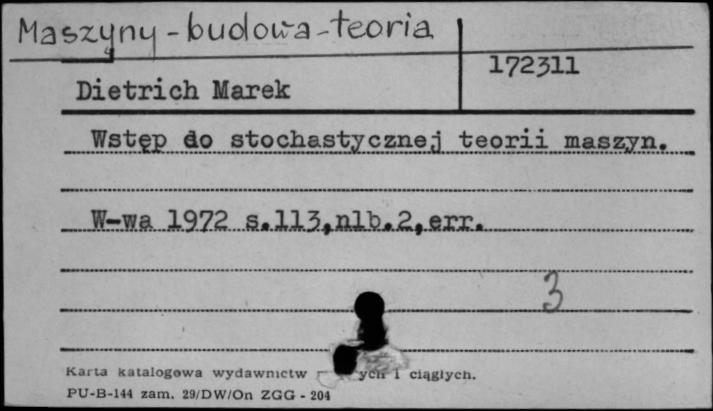 Maszyny - budowa - teoria
172311
Dietrich Marek
Wstęp do stochastycznej teorii maszyn.
W-wa 1972 s.113,nlb.2,err.
3
Karta katalogowa wydawnictw ych i ciągłych.
PU-B-144 zam. 29/DW/On ZGG - 204